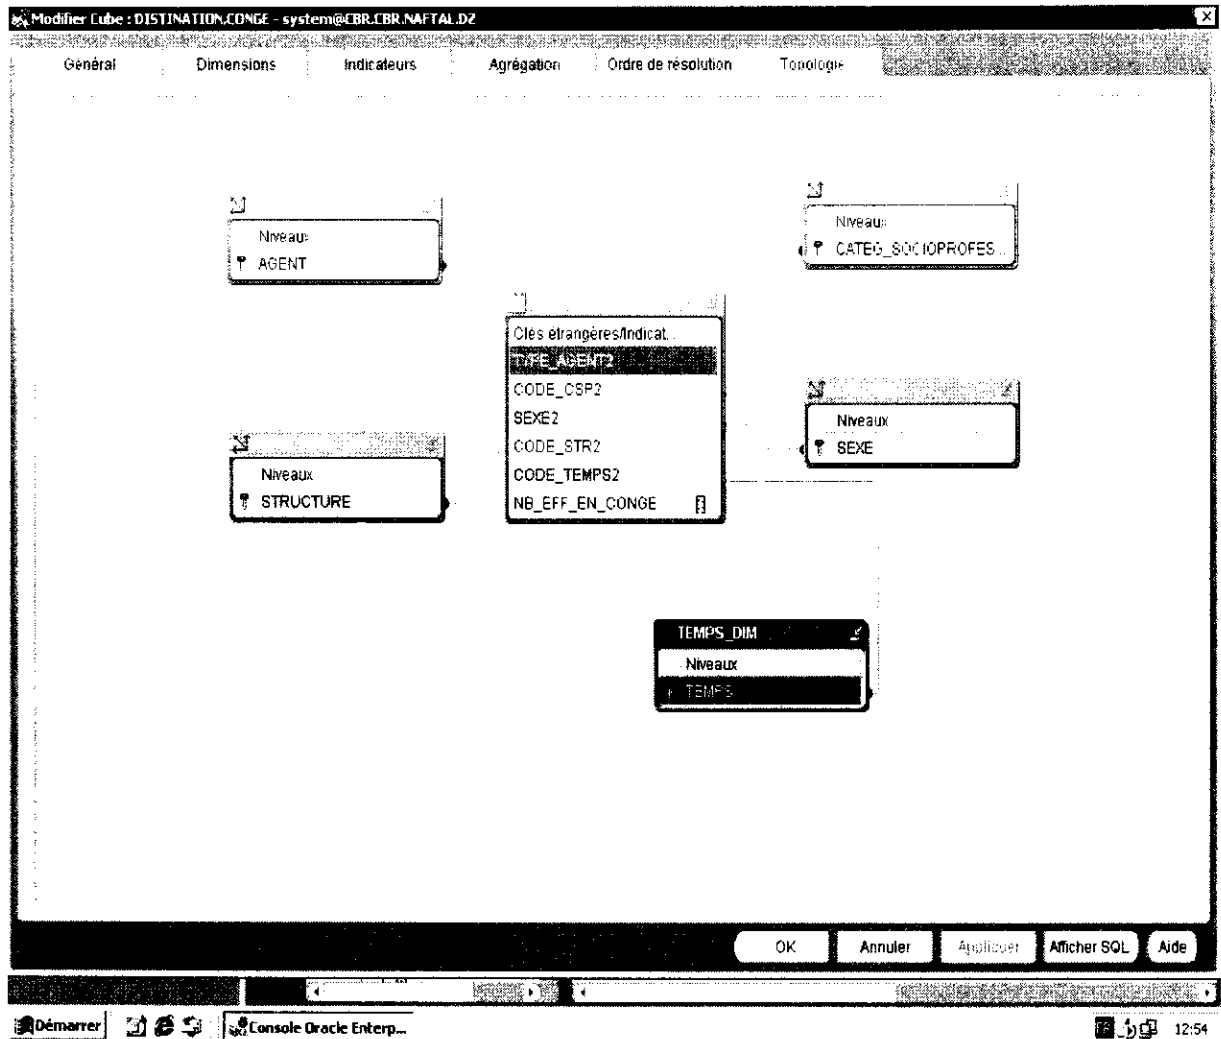 Modifier Cube : DISTINATION.CONGE - system@CBR.CBR.NAFTAL.DZ
Général Dimensions Indicateurs Agrégation Ordre de résolution Topologie
Niveaux
AGENT
Niveaux
CATEG_SOCIOPROFES...
Clés étrangères/Indicat...
TYPE_AGENT2
CODE_CSP2
SEXE2
CODE_STR2
CODE_TEMPS2
NB_EFF_EN_CONGE
Niveaux
SEXE
Niveaux
STRUCTURE
TEMPS_DIM
Niveaux
TEMPS
OK Annuler Appliquer Afficher SQL Aide
Démarrer Console Oracle Enterp... 12:54